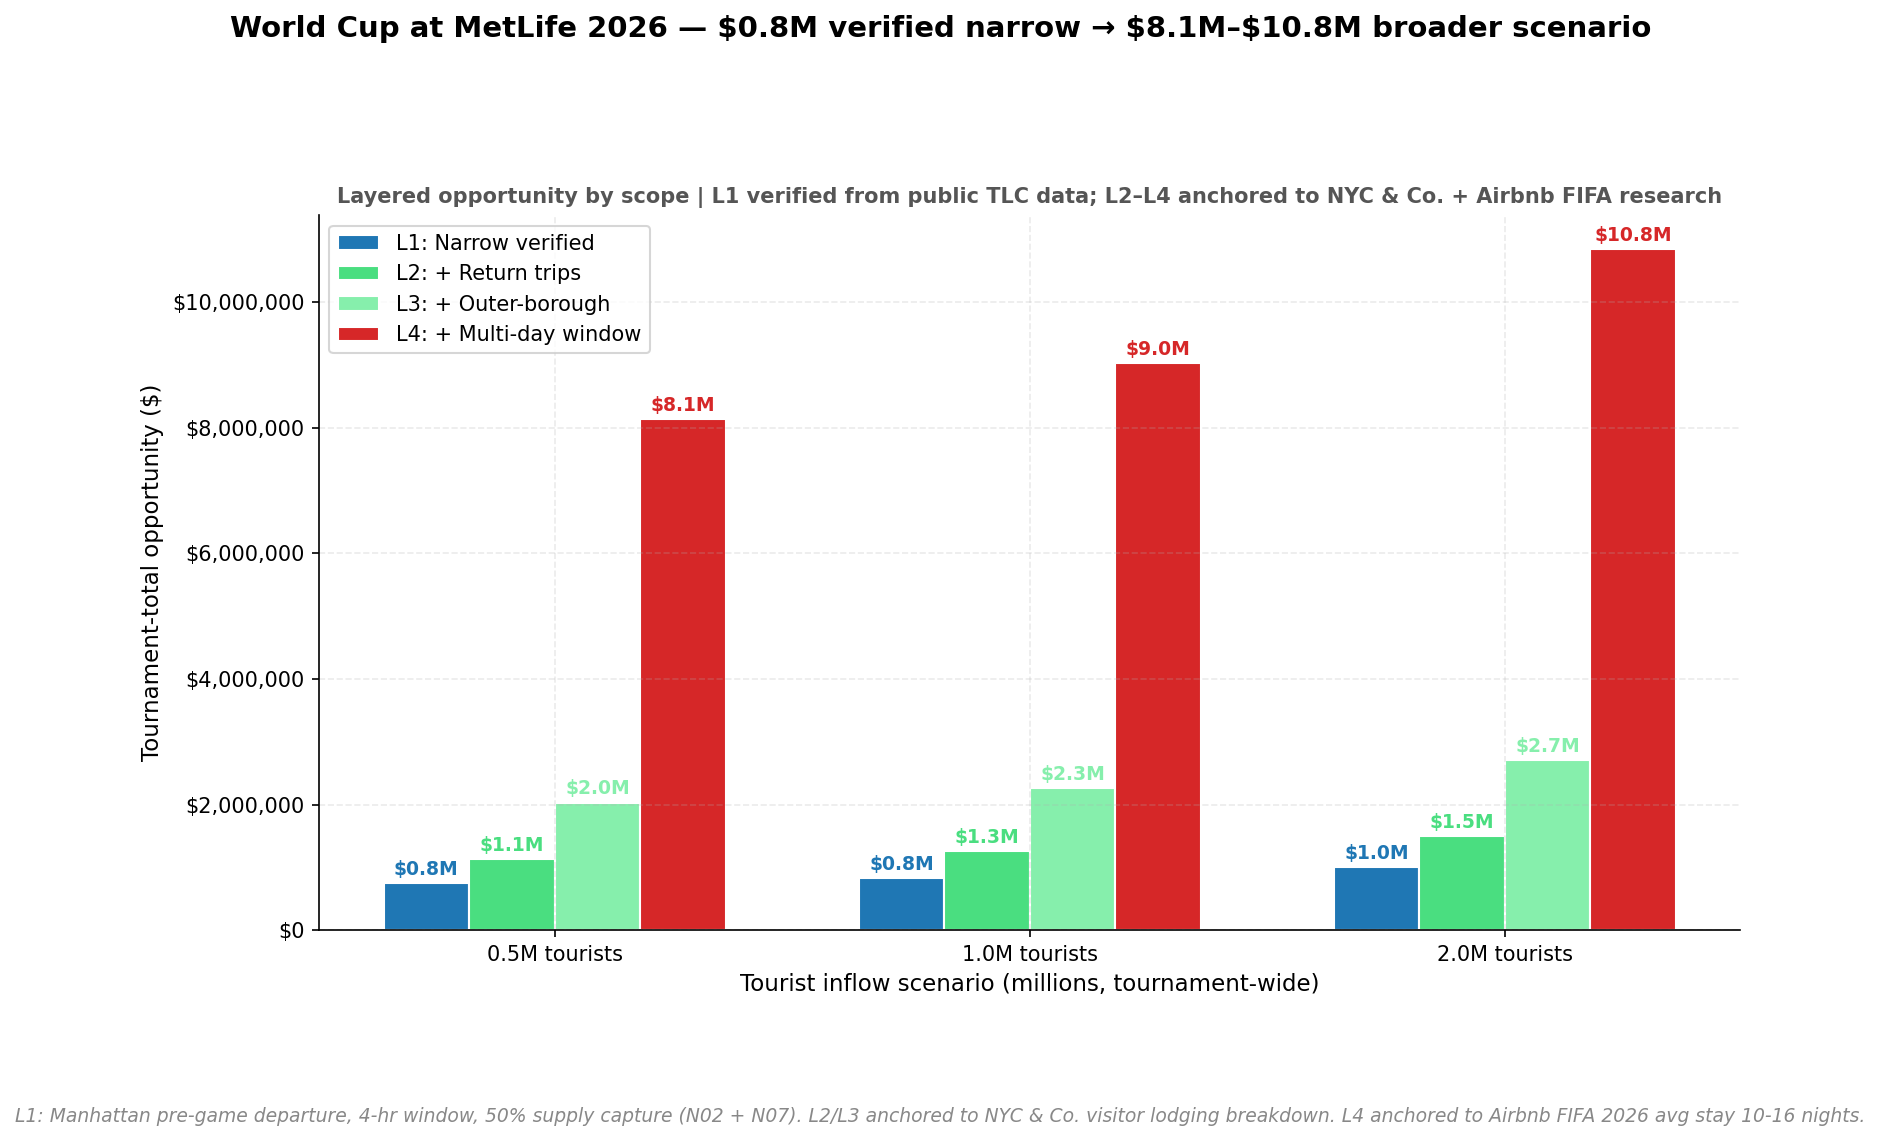 World Cup at MetLife 2026 — $0.8M verified narrow → $8.1M–$10.8M broader scenario
Layered opportunity by scope | L1 verified from public TLC data; L2–L4 anchored to NYC & Co. + Airbnb FIFA research
L1: Narrow verified
L2: + Return trips
L3: + Outer-borough
L4: + Multi-day window
Tournament-total opportunity ($)
$10,000,000
$8,000,000
$6,000,000
$4,000,000
$2,000,000
$0
$0.8M
$1.1M
$2.0M
$8.1M
$0.8M
$1.3M
$2.3M
$9.0M
$1.0M
$1.5M
$2.7M
$10.8M
0.5M tourists
1.0M tourists
2.0M tourists
Tourist inflow scenario (millions, tournament-wide)
L1: Manhattan pre-game departure, 4-hr window, 50% supply capture (N02 + N07). L2/L3 anchored to NYC & Co. visitor lodging breakdown. L4 anchored to Airbnb FIFA 2026 avg stay 10-16 nights.